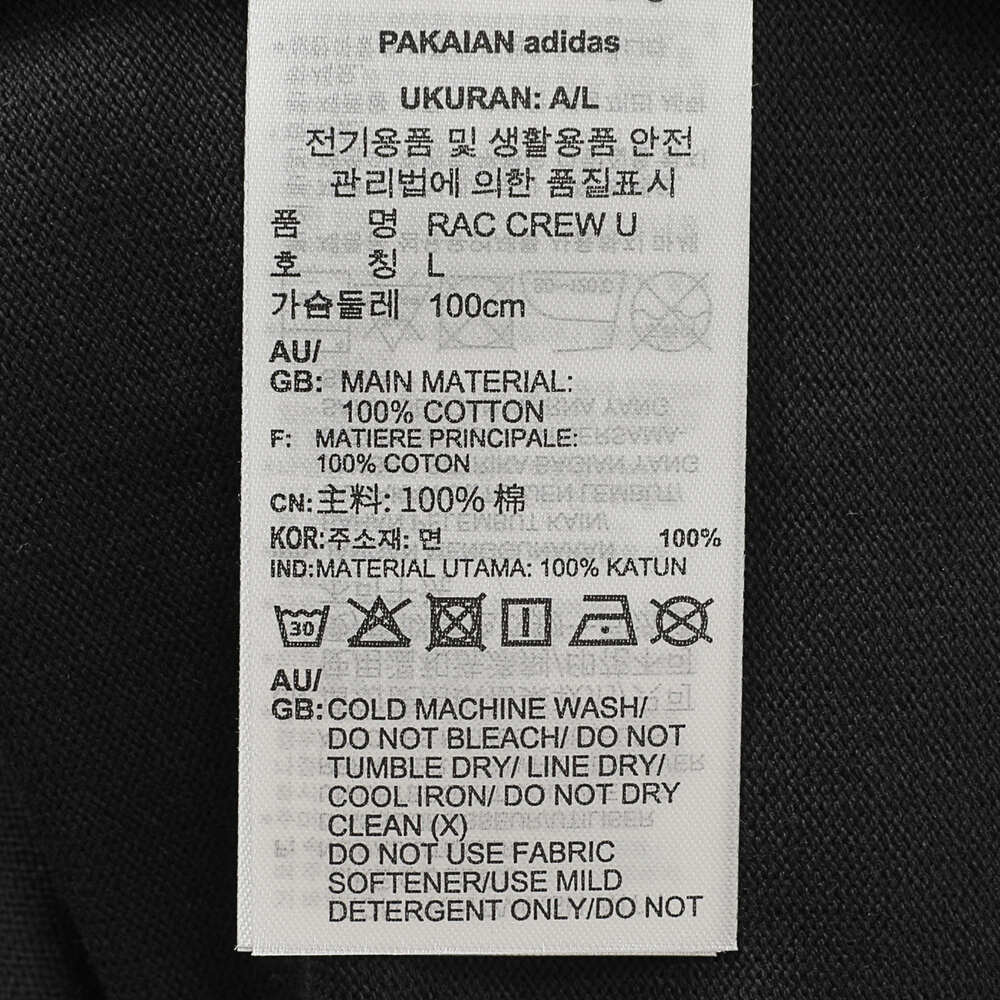 PAKAIAN adidas
UKURAN: A/L
전기용품 및 생활용품 안전
관리법에 의한 품질표시
품 명 RAC CREW U
호 칭 L
가슴둘레 100cm
AU/
GB: MAIN MATERIAL:
100% COTTON
F: MATIERE PRINCIPALE:
100% COTON
CN: 主料: 100% 棉
KOR:주소재: 면 100%
IND:MATERIAL UTAMA: 100% KATUN
30
AU/
GB:COLD MACHINE WASH/
DO NOT BLEACH/ DO NOT
TUMBLE DRY/ LINE DRY/
COOL IRON/ DO NOT DRY
CLEAN (X)
DO NOT USE FABRIC
SOFTENER/USE MILD
DETERGENT ONLY/DO NOT